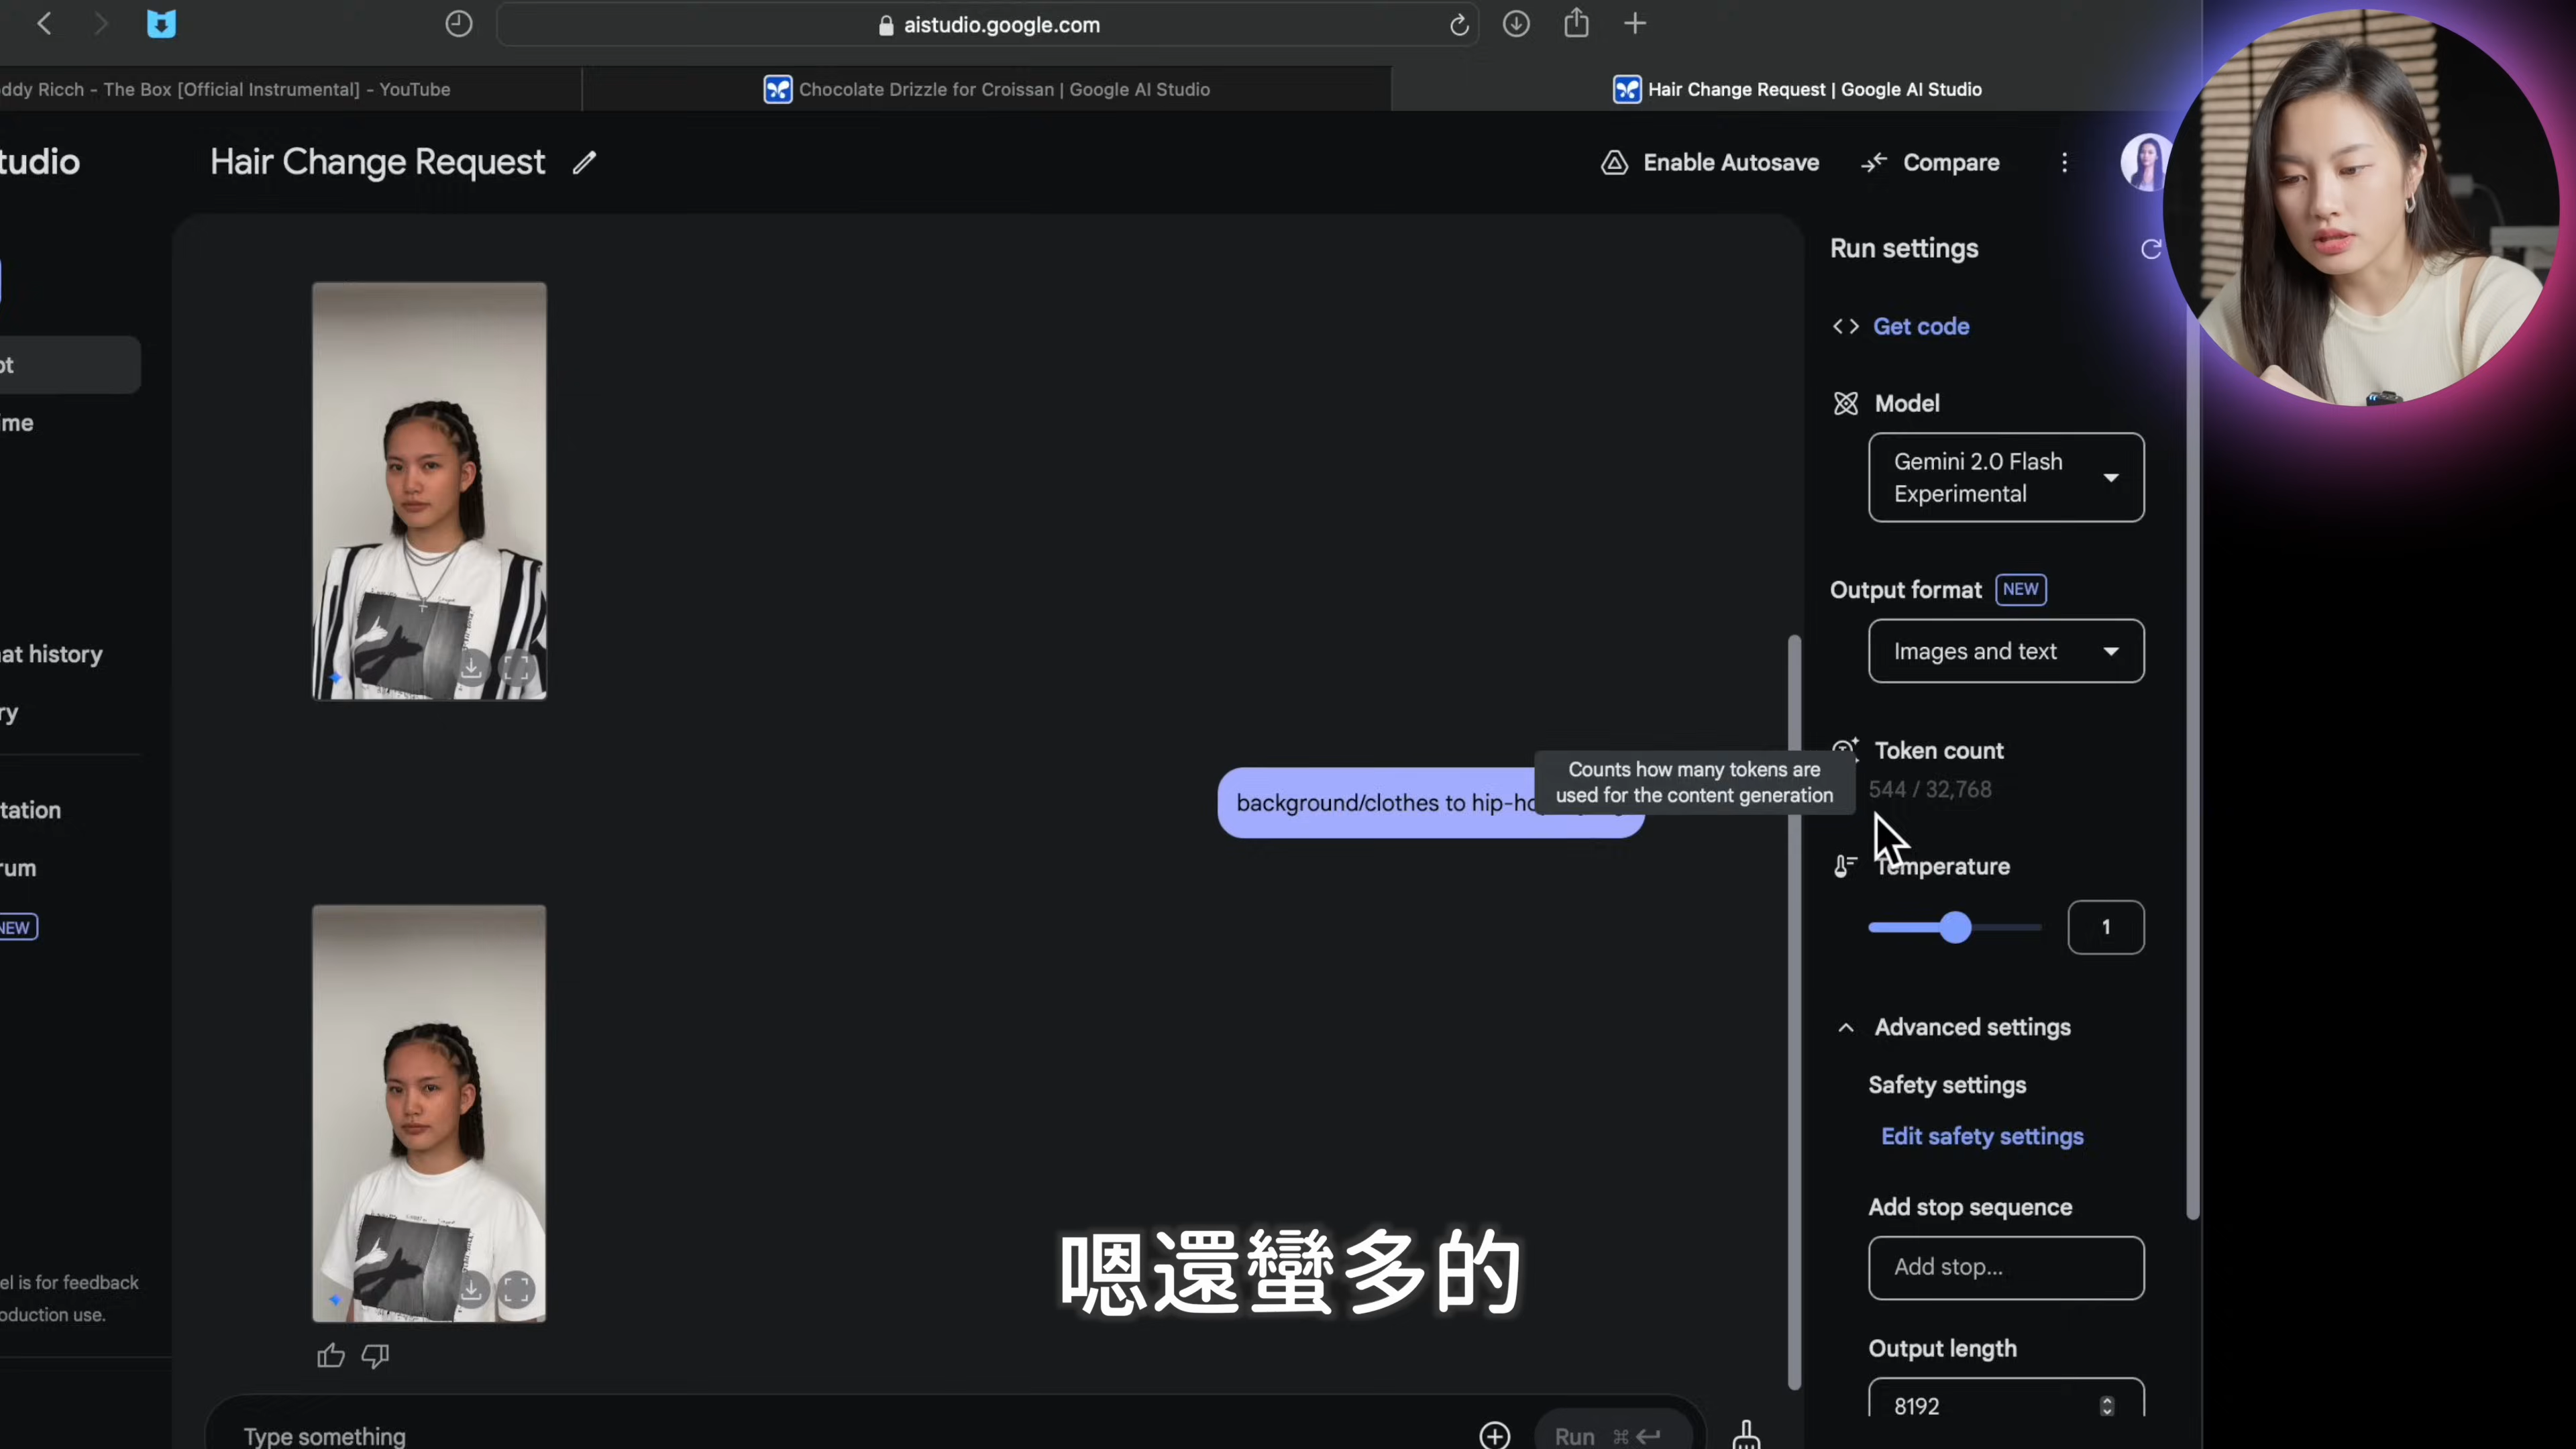 aistudio.google.com
ddy Ricch - The Box [Official Instrumental] - YouTube
Chocolate Drizzle for Croissan | Google AI Studio
Hair Change Request | Google AI Studio
tudio
Hair Change Request
Enable Autosave
Compare
Run settings
Get code
pt
Model
ime
Gemini 2.0 Flash
Experimental
Output format NEW
Images and text
at history
ry
Token count
544 / 32,768
Counts how many tokens are
used for the content generation
background/clothes to hip-ho
tation
rum
Temperature
NEW
1
Advanced settings
Safety settings
Edit safety settings
Add stop sequence
Add stop...
嗯還蠻多的
el is for feedback
oduction use.
Output length
8192
Type something
Run ⌘